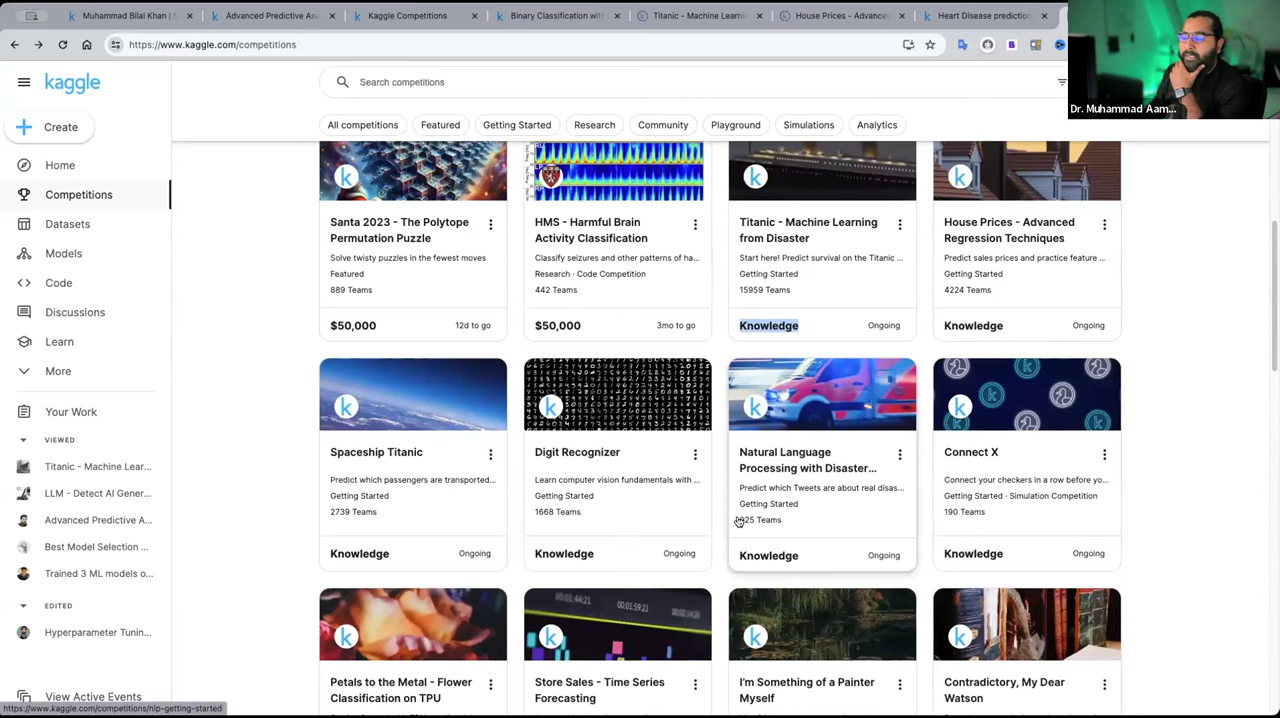 Muhammad Bilal Khan | N
Advanced Predictive Ana
Kaggle Competitions
Binary Classification with
Titanic - Machine Learni
House Prices - Advance
Heart Disease prediction
https://www.kaggle.com/competitions
Dr. Muhammad Aam...
kaggle
Search competitions
Create
All competitions
Featured
Getting Started
Research
Community
Playground
Simulations
Analytics
Home
Competitions
Datasets
Models
Code
Discussions
Learn
More
Your Work
VIEWED
Titanic - Machine Lear...
LLM - Detect AI Gener...
Advanced Predictive A...
Best Model Selection ...
Trained 3 ML models o...
EDITED
Hyperparameter Tunin...
View Active Events
https://www.kaggle.com/competitions/nlp-getting-started
Santa 2023 - The Polytope
Permutation Puzzle
Solve twisty puzzles in the fewest moves
Featured
889 Teams
$50,000
12d to go
HMS - Harmful Brain
Activity Classification
Classify seizures and other patterns of ha...
Research · Code Competition
442 Teams
$50,000
3mo to go
Titanic - Machine Learning
from Disaster
Start here! Predict survival on the Titanic ...
Getting Started
15959 Teams
Knowledge
Ongoing
House Prices - Advanced
Regression Techniques
Predict sales prices and practice feature ...
Getting Started
4224 Teams
Knowledge
Ongoing
Spaceship Titanic
Predict which passengers are transported...
Getting Started
2739 Teams
Knowledge
Ongoing
Digit Recognizer
Learn computer vision fundamentals with ...
Getting Started
1668 Teams
Knowledge
Ongoing
Natural Language
Processing with Disaster...
Predict which Tweets are about real disas...
Getting Started
Teams
Knowledge
Ongoing
Connect X
Connect your checkers in a row before yo...
Getting Started · Simulation Competition
190 Teams
Knowledge
Ongoing
Petals to the Metal - Flower
Classification on TPU
00:01:44:21
00:01:59:21
Store Sales - Time Series
Forecasting
I'm Something of a Painter
Myself
Contradictory, My Dear
Watson